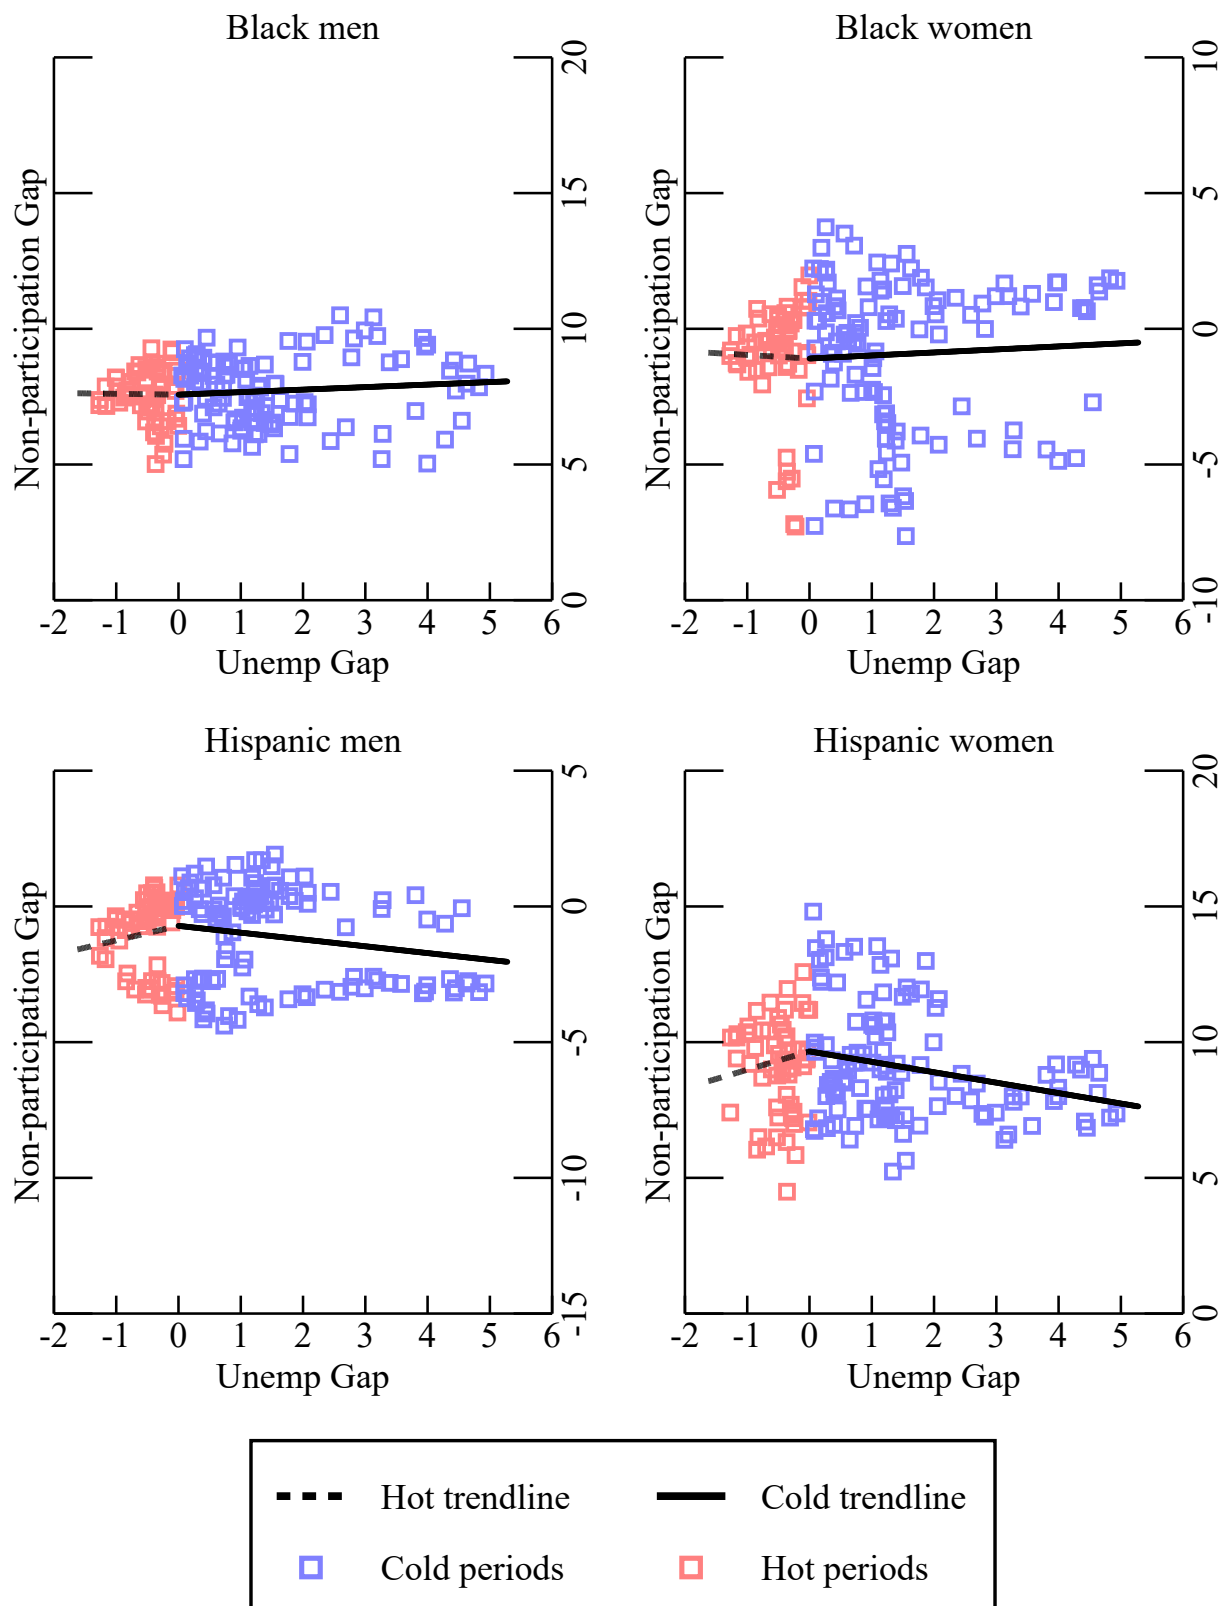 Black men
Non-participation Gap
20
15
10
5
0
-2 -1 0 1 2 3 4 5 6
Unemp Gap
Black women
Non-participation Gap
10
5
0
-5
-10
-2 -1 0 1 2 3 4 5 6
Unemp Gap
Hispanic men
Non-participation Gap
5
0
-5
-10
-15
-2 -1 0 1 2 3 4 5 6
Unemp Gap
Hispanic women
Non-participation Gap
20
15
10
5
0
-2 -1 0 1 2 3 4 5 6
Unemp Gap
Hot trendline
Cold trendline
Cold periods
Hot periods